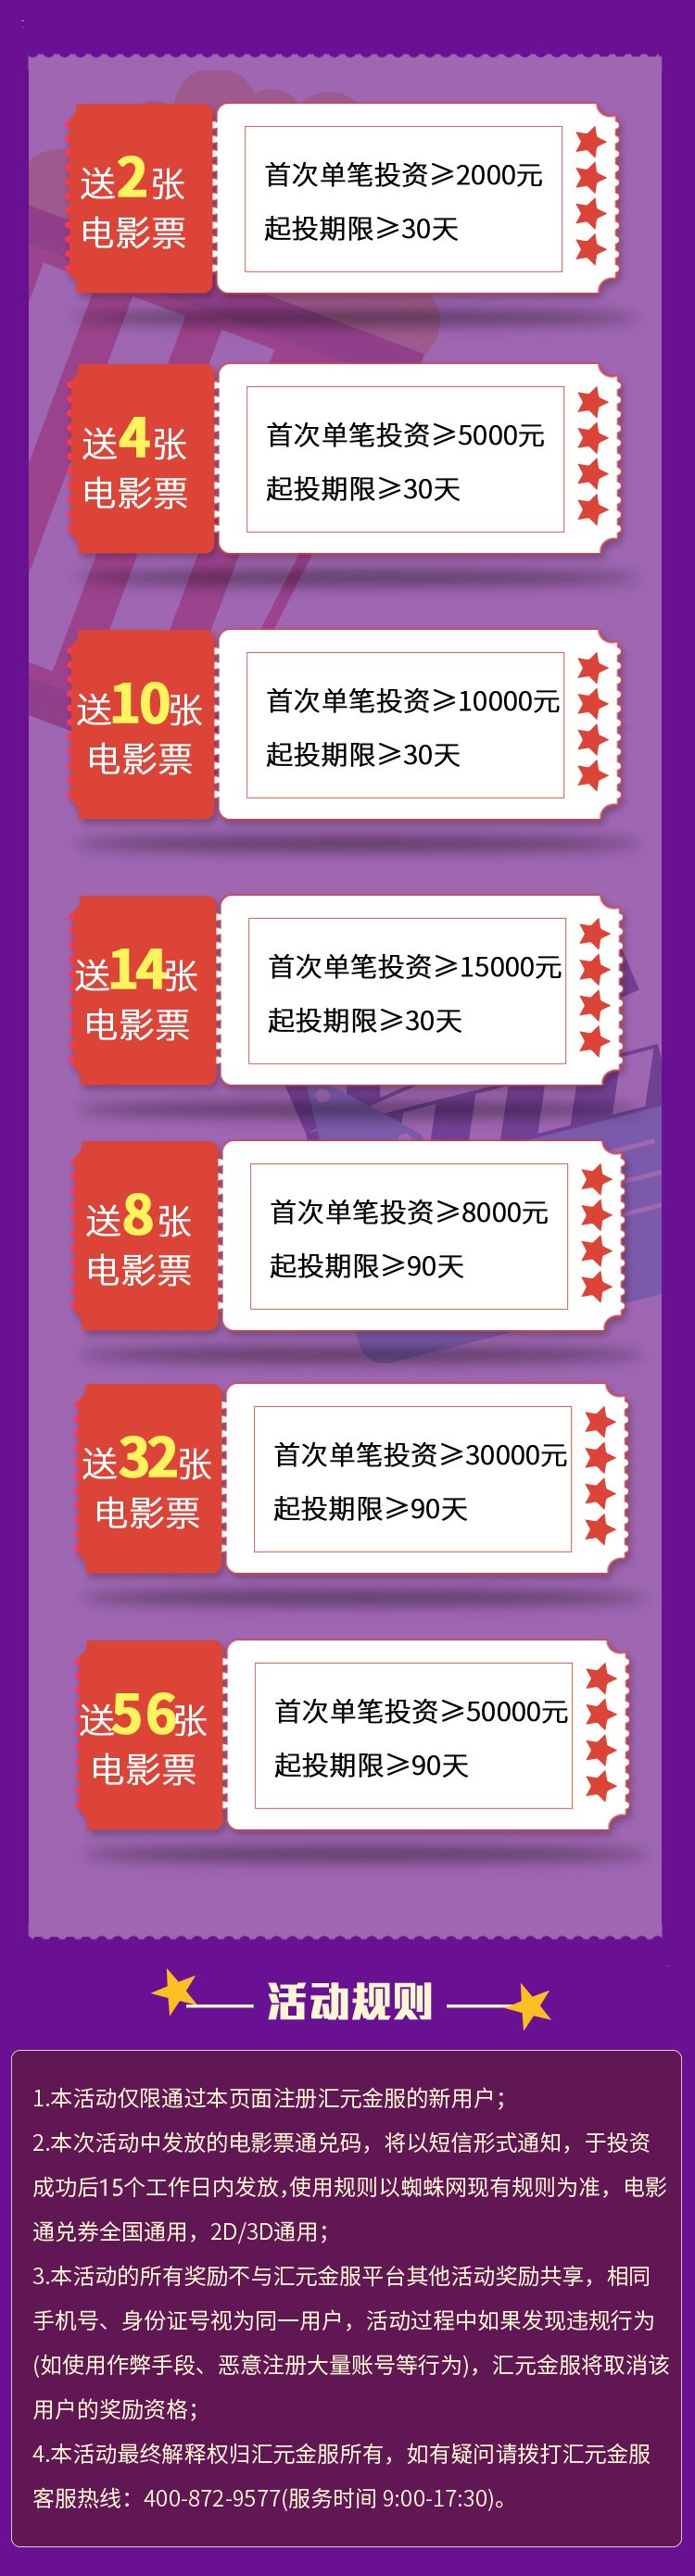 送2张
电影票
首次单笔投资≥2000元
起投期限≥30天
送4张
电影票
首次单笔投资≥5000元
起投期限≥30天
送10张
电影票
首次单笔投资≥10000元
起投期限≥30天
送14张
电影票
首次单笔投资≥15000元
起投期限≥30天
送8张
电影票
首次单笔投资≥8000元
起投期限≥90天
送32张
电影票
首次单笔投资≥30000元
起投期限≥90天
送56张
电影票
首次单笔投资≥50000元
起投期限≥90天
活动规则
1.本活动仅限通过本页面注册汇元金服的新用户；
2.本次活动中发放的电影票通兑码，将以短信形式通知，于投资
成功后15个工作日内发放,使用规则以蜘蛛网现有规则为准，电影
通兑券全国通用，2D/3D通用；
3.本活动的所有奖励不与汇元金服平台其他活动奖励共享，相同
手机号、身份证号视为同一用户，活动过程中如果发现违规行为
(如使用作弊手段、恶意注册大量账号等行为)，汇元金服将取消该
用户的奖励资格；
4.本活动最终解释权归汇元金服所有，如有疑问请拨打汇元金服
客服热线：400-872-9577(服务时间 9:00-17:30)。